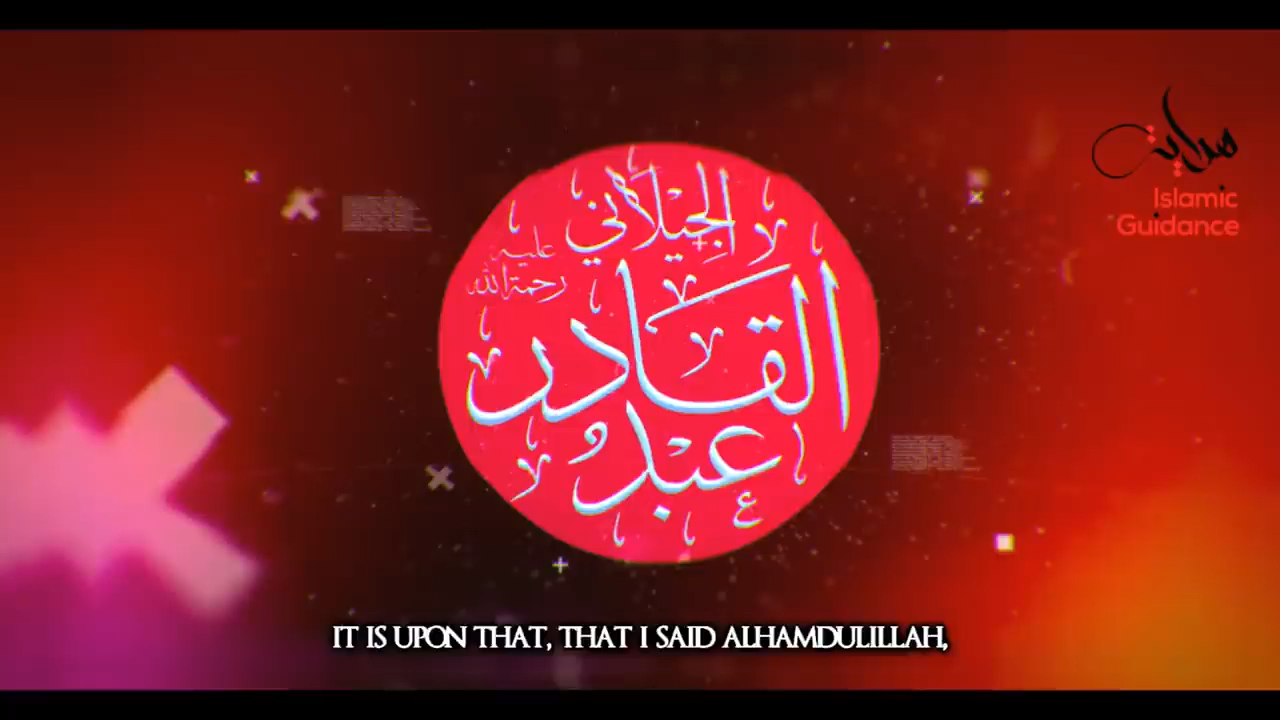 الجيلاني
عليه
رحمة الله
القادر
عبد
هداية
Islamic
Guidance
IT IS UPON THAT, THAT I SAID ALHAMDULILLAH,